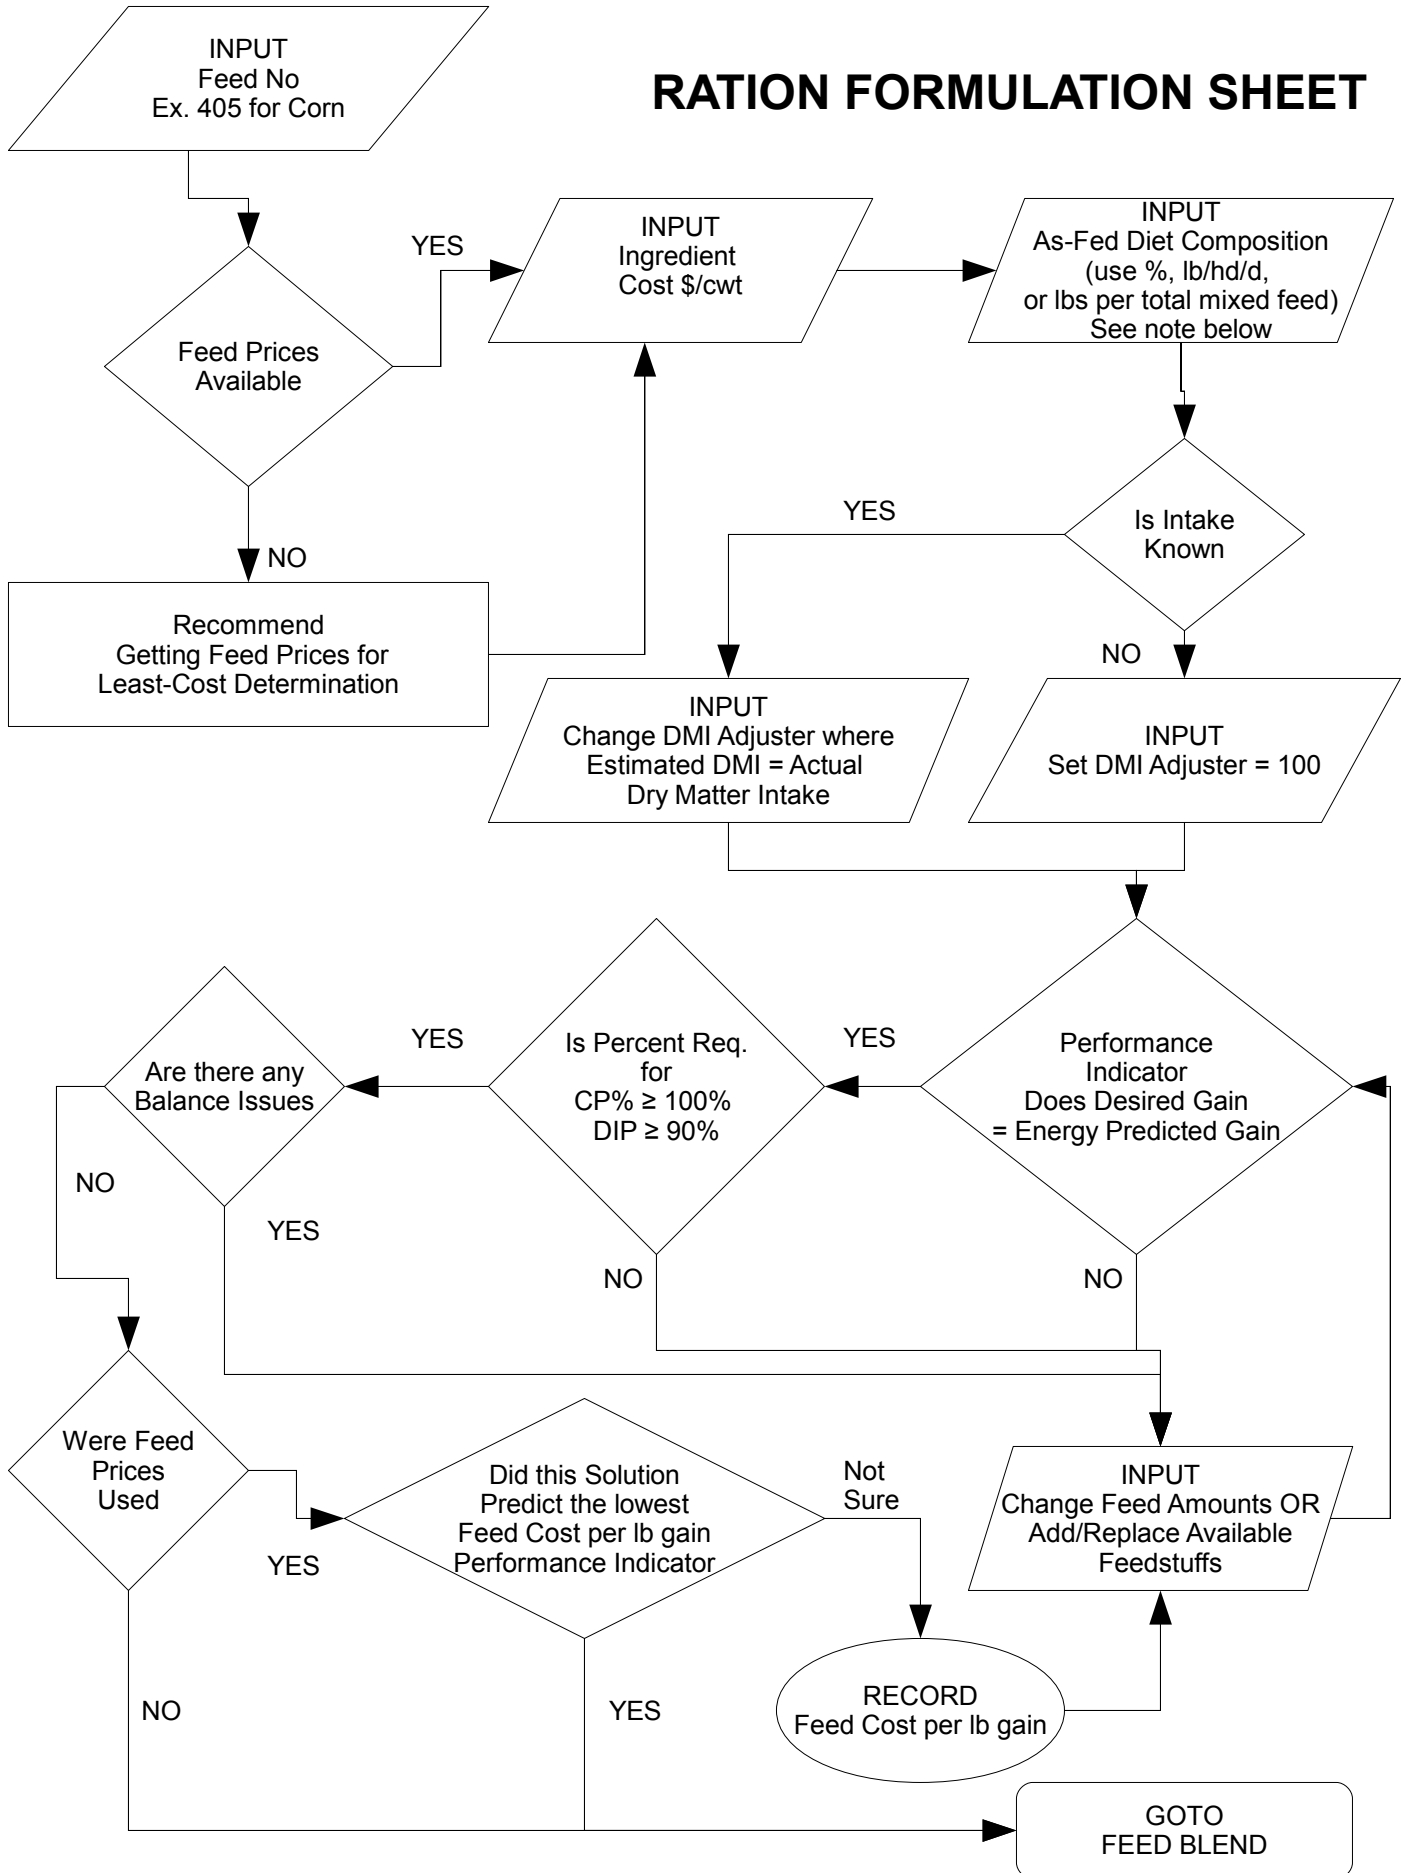 INPUT
Feed No
Ex. 405 for Corn
RATION FORMULATION SHEET
YES
INPUT
Ingredient
Cost $/cwt
INPUT
As-Fed Diet Composition
(use %, lb/hd/d,
or lbs per total mixed feed)
See note below
Feed Prices
Available
NO
Recommend
Getting Feed Prices for
Least-Cost Determination
YES
Is Intake
Known
NO
INPUT
Change DMI Adjuster where
Estimated DMI = Actual
Dry Matter Intake
INPUT
Set DMI Adjuster = 100
Are there any
Balance Issues
YES
Is Percent Req.
for
CP% ≥ 100%
DIP ≥ 90%
YES
Performance
Indicator
Does Desired Gain
= Energy Predicted Gain
NO
YES
NO
NO
Were Feed
Prices
Used
YES
Did this Solution
Predict the lowest
Feed Cost per lb gain
Performance Indicator
Not
Sure
INPUT
Change Feed Amounts OR
Add/Replace Available
Feedstuffs
NO
YES
RECORD
Feed Cost per lb gain
GOTO
FEED BLEND